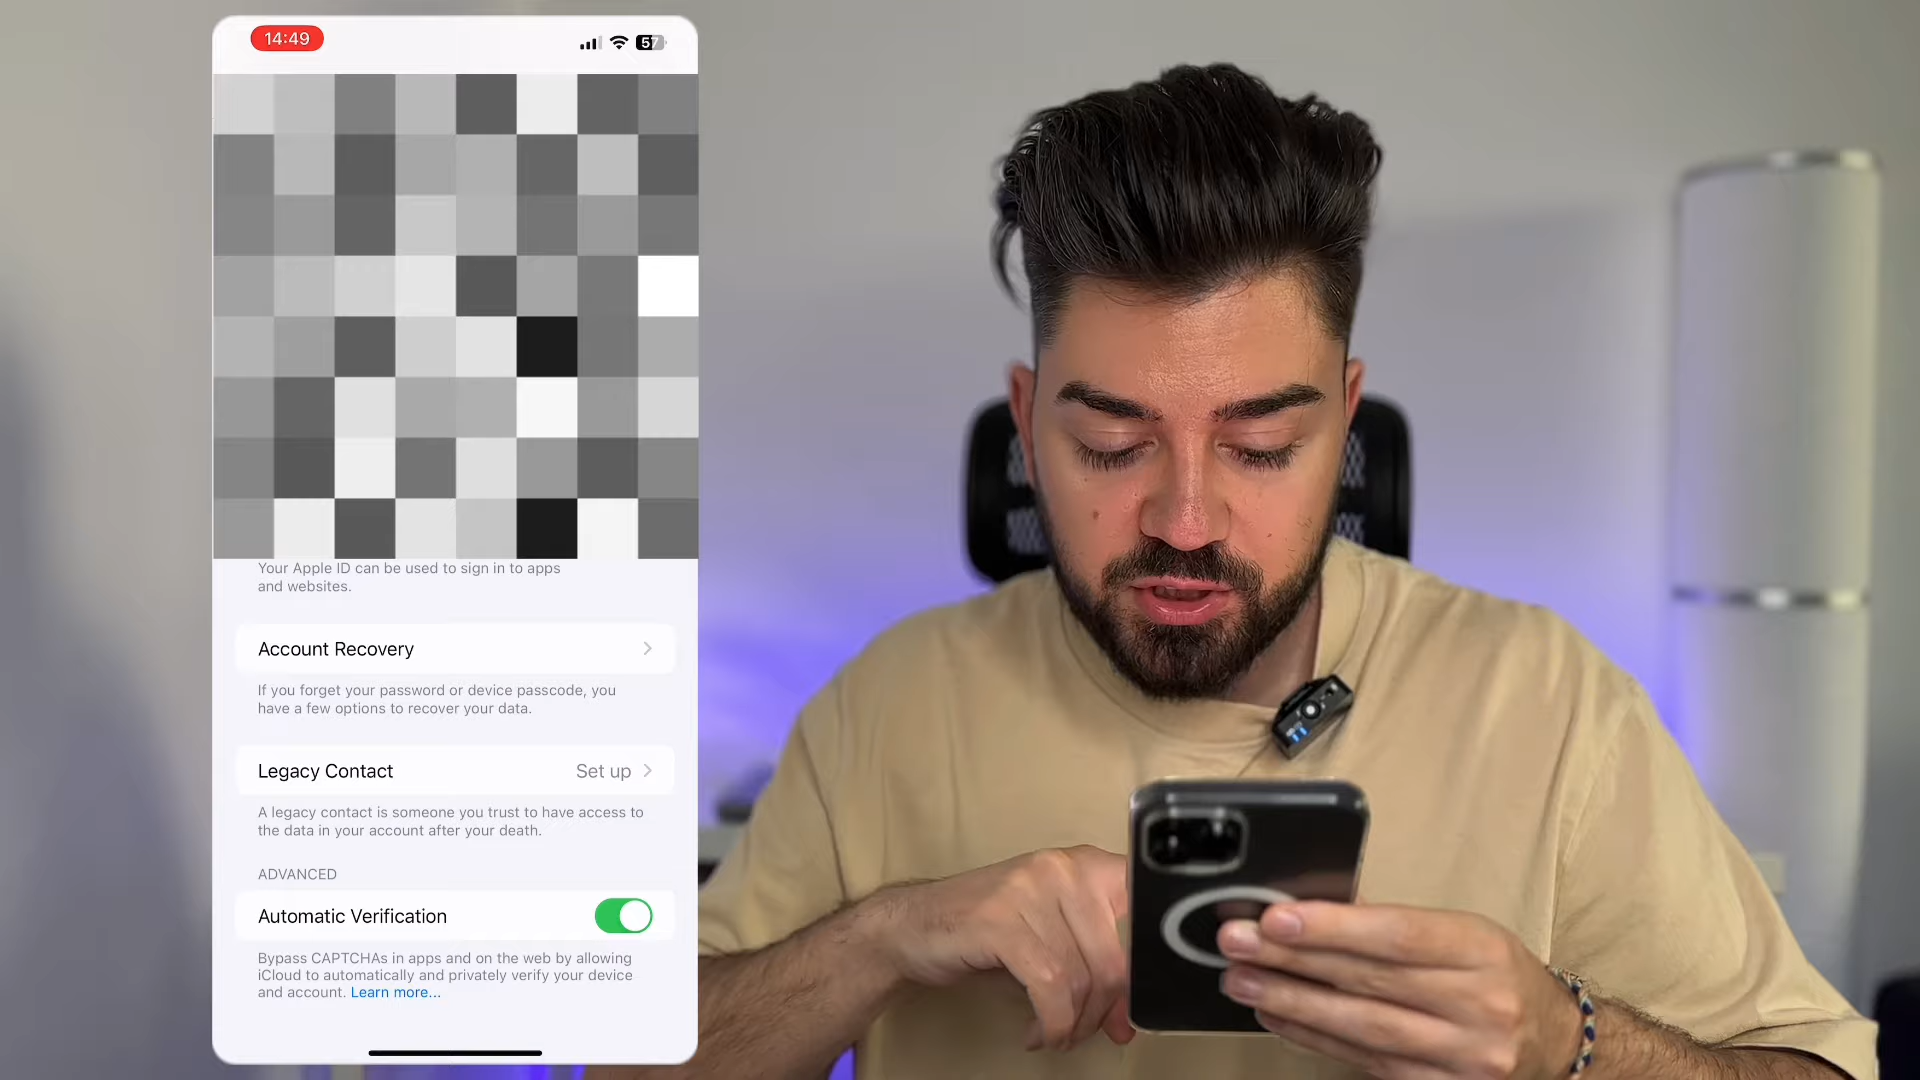 14:49
57
Your Apple ID can be used to sign in to apps
and websites.
Account Recovery
If you forget your password or device passcode, you
have a few options to recover your data.
Legacy Contact Set up
A legacy contact is someone you trust to have access to
the data in your account after your death.
ADVANCED
Automatic Verification
Bypass CAPTCHAs in apps and on the web by allowing
iCloud to automatically and privately verify your device
and account. Learn more...